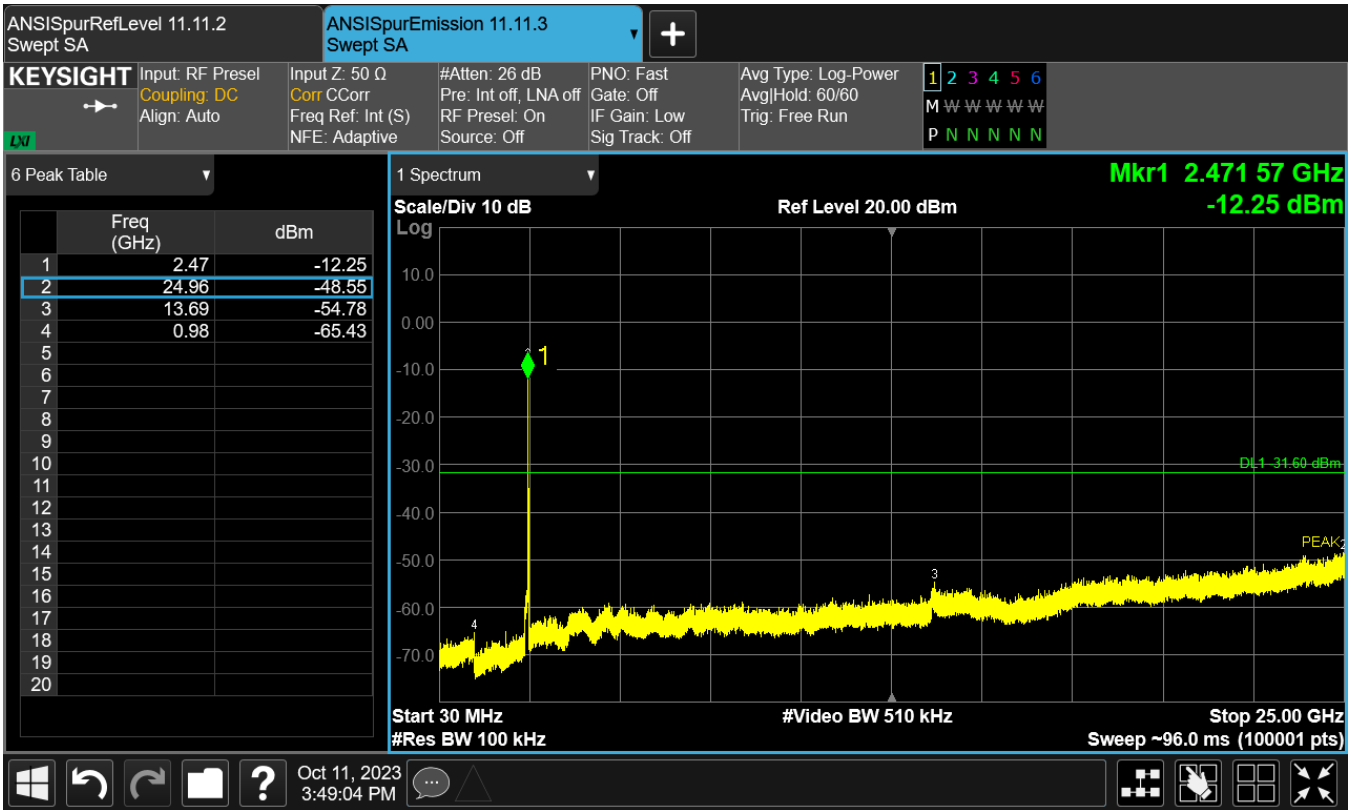 ANSISpurRefLevel 11.11.2
Swept SA
ANSISpurEmission 11.11.3
Swept SA
KEYSIGHT
LXI
Input: RF Presel
Coupling: DC
Align: Auto
Input Z: 50 Ω
Corr CCorr
Freq Ref: Int (S)
NFE: Adaptive
#Atten: 26 dB
Pre: Int off, LNA off
RF Presel: On
Source: Off
PNO: Fast
Gate: Off
IF Gain: Low
Sig Track: Off
Avg Type: Log-Power
Avg|Hold: 60/60
Trig: Free Run
1 2 3 4 5 6
M W W W W W
P N N N N N
6 Peak Table
Freq
(GHz)
dBm
1 2.47 -12.25
2 24.96 -48.55
3 13.69 -54.78
4 0.98 -65.43
5
6
7
8
9
10
11
12
13
14
15
16
17
18
19
20
1 Spectrum
Scale/Div 10 dB
Log
Ref Level 20.00 dBm
Mkr1 2.471 57 GHz
-12.25 dBm
10.0
0.00
1
-10.0
-20.0
-30.0
DL1 -31.60 dBm
-40.0
-50.0
PEAK2
3
-60.0
4
-70.0
Start 30 MHz
#Video BW 510 kHz
Stop 25.00 GHz
#Res BW 100 kHz
Sweep ~96.0 ms (100001 pts)
?
Oct 11, 2023
3:49:04 PM